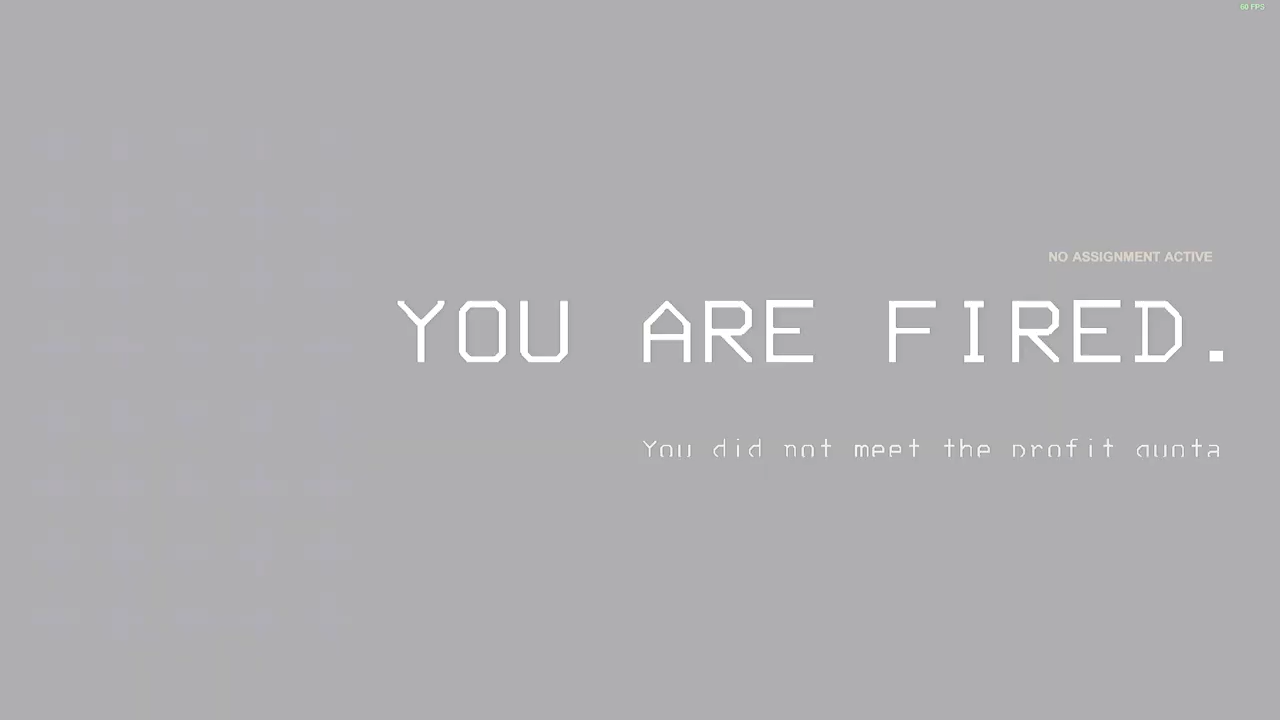 60 FPS
NO ASSIGNMENT ACTIVE
YOU ARE FIRED.
You did not meet the profit quota